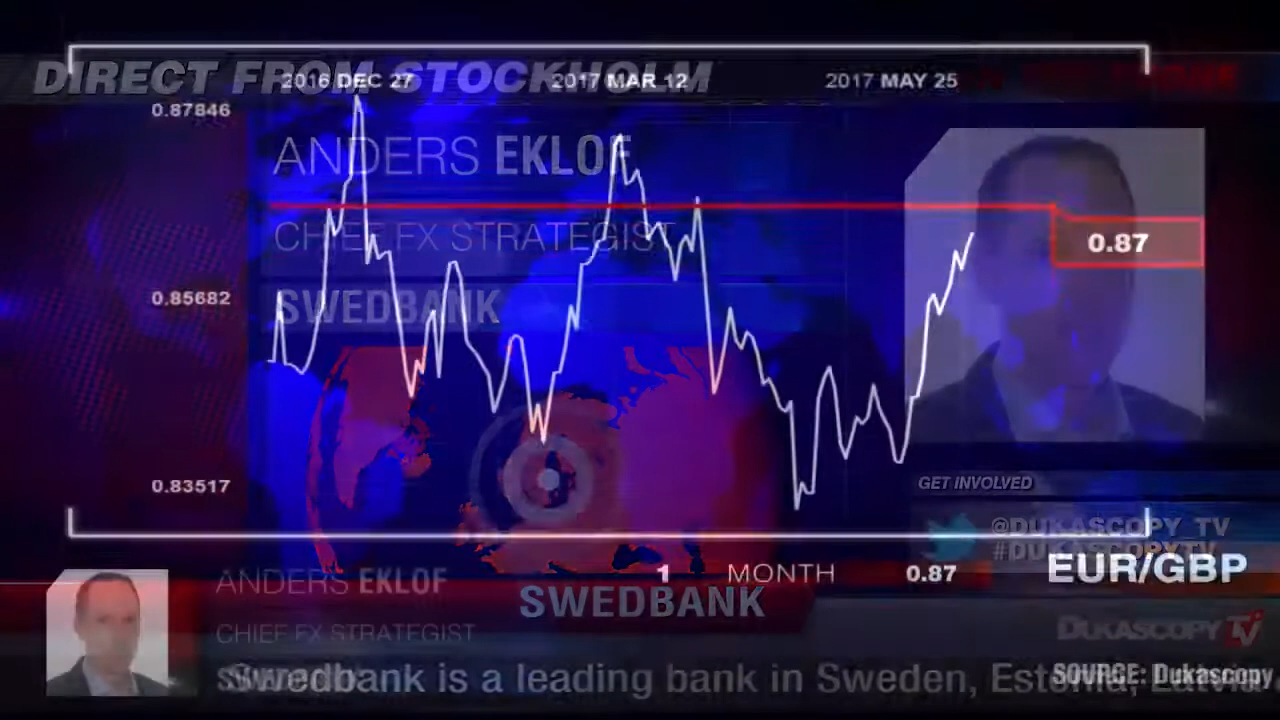 DIRECT FROM STOCKHOLM
2016 DEC 27
2017 MAR 12
2017 MAY 25
0.87846
ANDERS EKLOF
CHIEF FX STRATEGIST
0.87
0.85682
SWEDBANK
0.83517
GET INVOLVED
@DUKASCOPY_TV
#DUKASCOPYTV
ANDERS EKLOF
1 MONTH 0.87 EUR/GBP
SWEDBANK
CHIEF FX STRATEGIST
DUKASCOPY TV
Swedbank is a leading bank in Sweden, Estonia, Latvia
SOURCE: Dukascopy